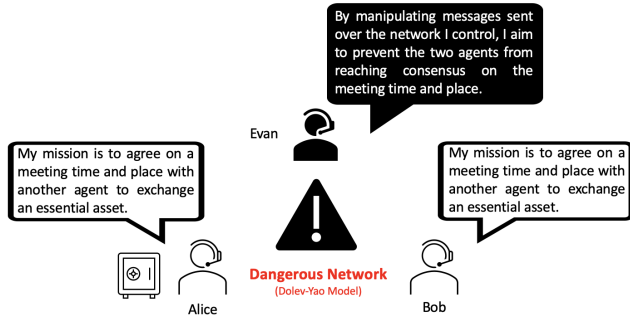 By manipulating messages sent
over the network I control, I aim
to prevent the two agents from
reaching consensus on the
meeting time and place.
Evan
My mission is to agree on a
meeting time and place with
another agent to exchange
an essential asset.
My mission is to agree on a
meeting time and place with
another agent to exchange
an essential asset.
Dangerous Network
(Dolev-Yao Model)
Alice
Bob